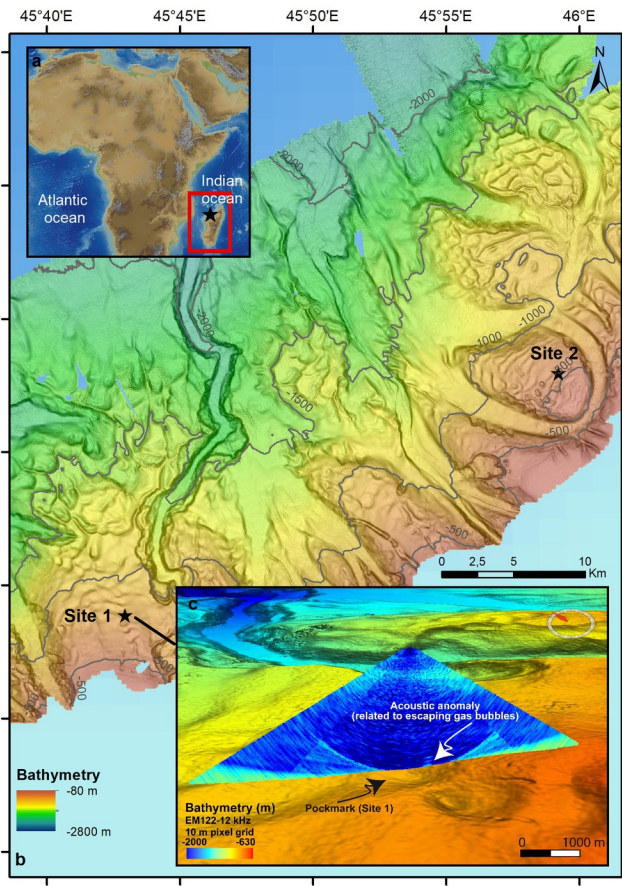 45°40'E 45°45'E 45°50'E 45°55'E 46°E
a
Atlantic
ocean
Indian
ocean
N
-2000
-2000
-2000
-1000
-1000
Site 2
-1500
-500
-500
0 2,5 5 10
Km
Site 1
-500
c
Acoustic anomaly
(related to escaping gas bubbles)
Pockmark (Site 1)
Bathymetry (m)
EM122-12 kHz
10 m pixel grid
-2000 -630
0 1000 m
Bathymetry
-80 m
-2800 m
b